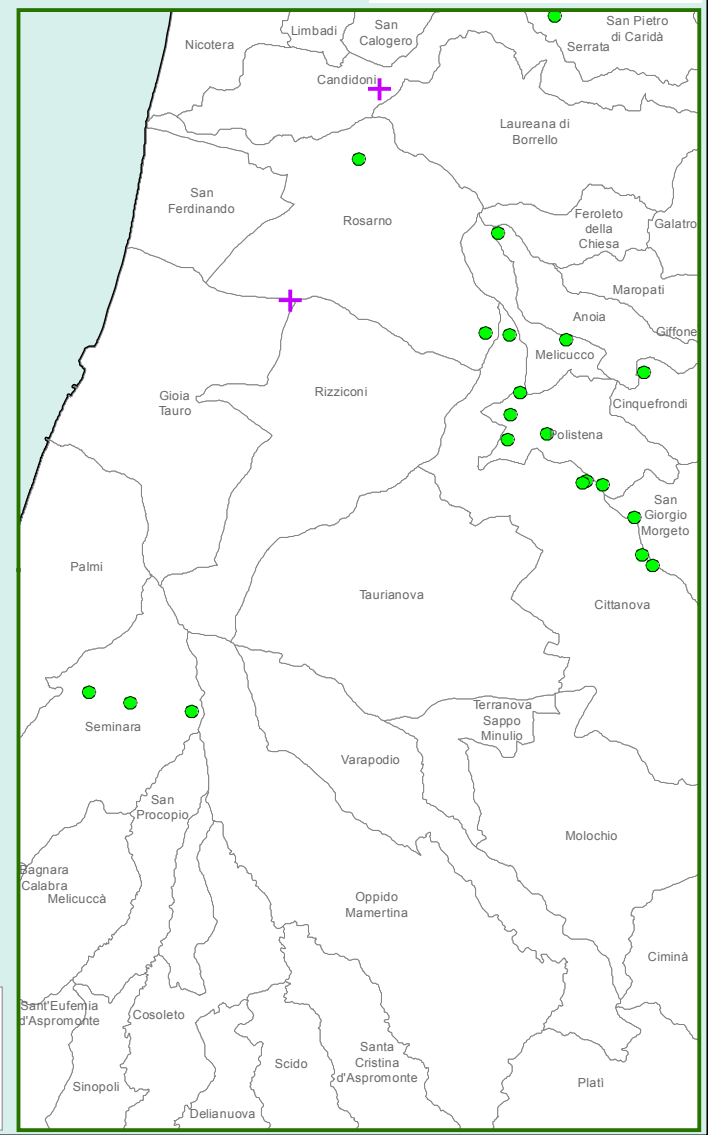 San Pietro
di Caridà
Serrata
San
Calogero
Limbadi
Nicotera
Candidoni
Laureana di
Borrello
San
Ferdinando
Rosarno
Feroleto
della
Chiesa
Galatro
Maropati
Anoia
Giffone
Melicucco
Cinquefrondi
Rizziconi
Gioia
Tauro
Polistena
San
Giorgio
Morgeto
Palmi
Taurianova
Cittanova
Terranova
Sappo
Minulio
Seminara
Varapodio
San
Procopio
Molochio
Bagnara
Calabra
Melicuccà
Oppido
Mamertina
Ciminà
Sant'Eufemia
d'Aspromonte
Cosoleto
Scido
Santa
Cristina
d'Aspromonte
Sinopoli
Platì
Delianuova